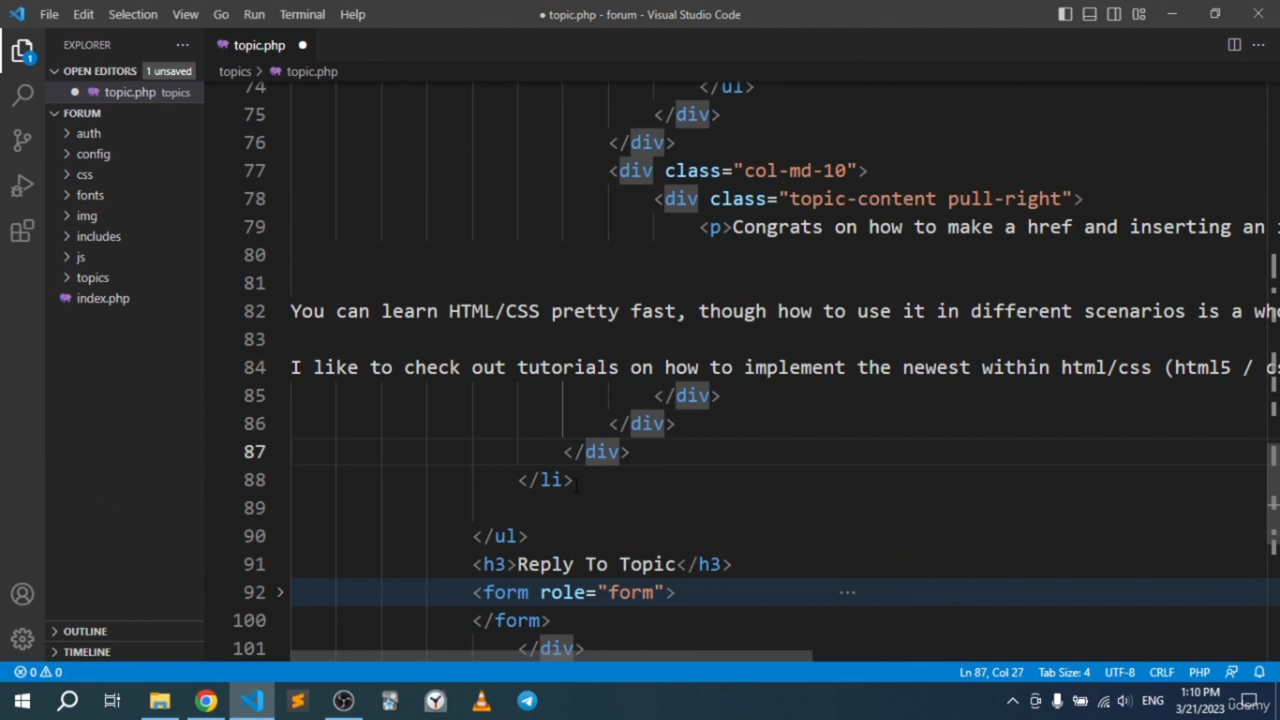 File Edit Selection View Go Run Terminal Help
● topic.php - forum - Visual Studio Code
EXPLORER
topic.php
OPEN EDITORS 1 unsaved
topics > topic.php
topic.php topics
FORUM
auth
config
css
fonts
img
includes
js
topics
index.php
OUTLINE
TIMELINE
74 </ul>
75 </div>
76 </div>
77 <div class="col-md-10">
78 <div class="topic-content pull-right">
79 <p>Congrats on how to make a href and inserting an
80
81
82 You can learn HTML/CSS pretty fast, though how to use it in different scenarios is a
83
84 I like to check out tutorials on how to implement the newest within html/css (html5 /
85 </div>
86 </div>
87 </div>
88 </li>
89
90 </ul>
91 <h3>Reply To Topic</h3>
92 <form role="form"> ...
100 </form>
101 </div>
0 0 Ln 87, Col 27 Tab Size: 4 UTF-8 CRLF PHP
ENG 1:10 PM
3/21/2023
udemy